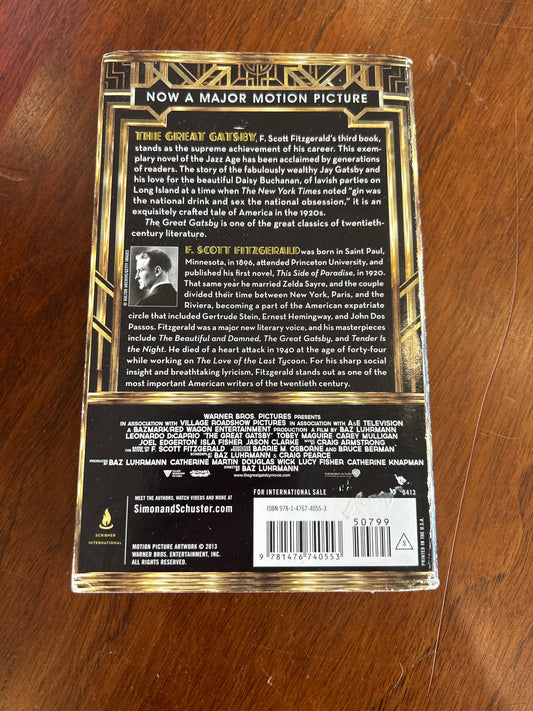 NOW A MAJOR MOTION PICTURE
THE GREAT GATSBY, F. Scott Fitzgerald's third book,
stands as the supreme achievement of his career. This exem-
plary novel of the Jazz Age has been acclaimed by generations
of readers. The story of the fabulously wealthy Jay Gatsby and
his love for the beautiful Daisy Buchanan, of lavish parties on
Long Island at a time when The New York Times noted "gin was
the national drink and sex the national obsession," it is an
exquisitely crafted tale of America in the 1920s.
The Great Gatsby is one of the great classics of twentieth-
century literature.
F. SCOTT FITZGERALD was born in Saint Paul,
Minnesota, in 1896, attended Princeton University, and
published his first novel, This Side of Paradise, in 1920.
That same year he married Zelda Sayre, and the couple
divided their time between New York, Paris, and the
Riviera, becoming a part of the American expatriate
circle that included Gertrude Stein, Ernest Hemingway, and John Dos
Passos. Fitzgerald was a major new literary voice, and his masterpieces
include The Beautiful and Damned, The Great Gatsby, and Tender Is
the Night. He died of a heart attack in 1940 at the age of forty-four
while working on The Love of the Last Tycoon. For his sharp social
insight and breathtaking lyricism, Fitzgerald stands out as one of the
most important American writers of the twentieth century.
WARNER BROS. PICTURES PRESENTS
IN ASSOCIATION WITH VILLAGE ROADSHOW PICTURES IN ASSOCIATION WITH A&E TELEVISION
A BAZMARK/RED WAGON ENTERTAINMENT PRODUCTION A FILM BY BAZ LUHRMANN
LEONARDO DiCAPRIO "THE GREAT GATSBY" TOBEY MAGUIRE CAREY MULLIGAN
JOEL EDGERTON ISLA FISHER JASON CLARKE CRAIG ARMSTRONG
F. SCOTT FITZGERALD BARRIE M. OSBORNE AND BRUCE BERMAN
BAZ LUHRMANN & CRAIG PEARCE
PRODUCED BY BAZ LUHRMANN CATHERINE MARTIN DOUGLAS WICK LUCY FISHER CATHERINE KNAPMAN
DIRECTED BY BAZ LUHRMANN
www.thegreatgatsbymovie.com
0413
MEET THE AUTHORS, WATCH VIDEOS AND MORE AT
SimonandSchuster.com
SCRIBNER
INTERNATIONAL
MOTION PICTURE ARTWORK © 2013
WARNER BROS. ENTERTAINMENT, INC.
ALL RIGHTS RESERVED.
FOR INTERNATIONAL SALE
ISBN 978-1-4767-4055-3
50799
9 781476 740553
S
PRINTED IN THE U.S.A.